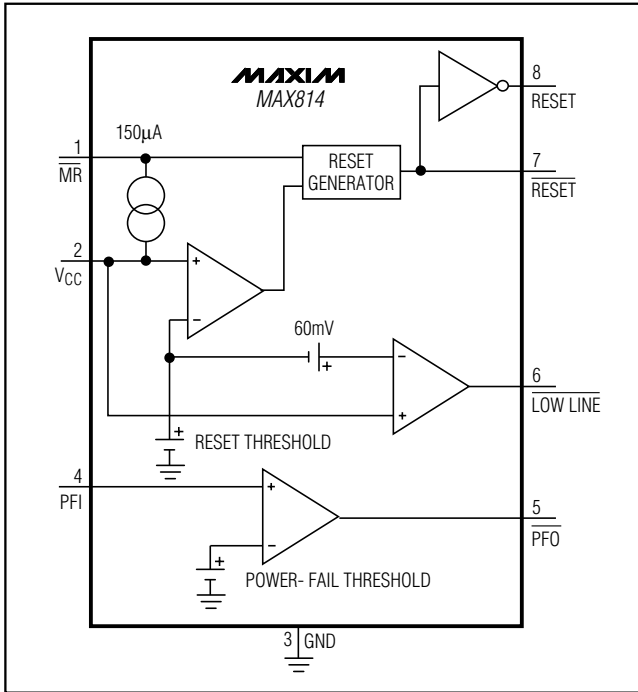 MAXIM
MAX814
8
RESET
150µA
1
MR
RESET
GENERATOR
7
RESET
2
VCC
+
−
60mV
+
−
+
6
LOW LINE
+
RESET THRESHOLD
4
PFI
+
−
5
PFO
+
POWER- FAIL THRESHOLD
3 GND